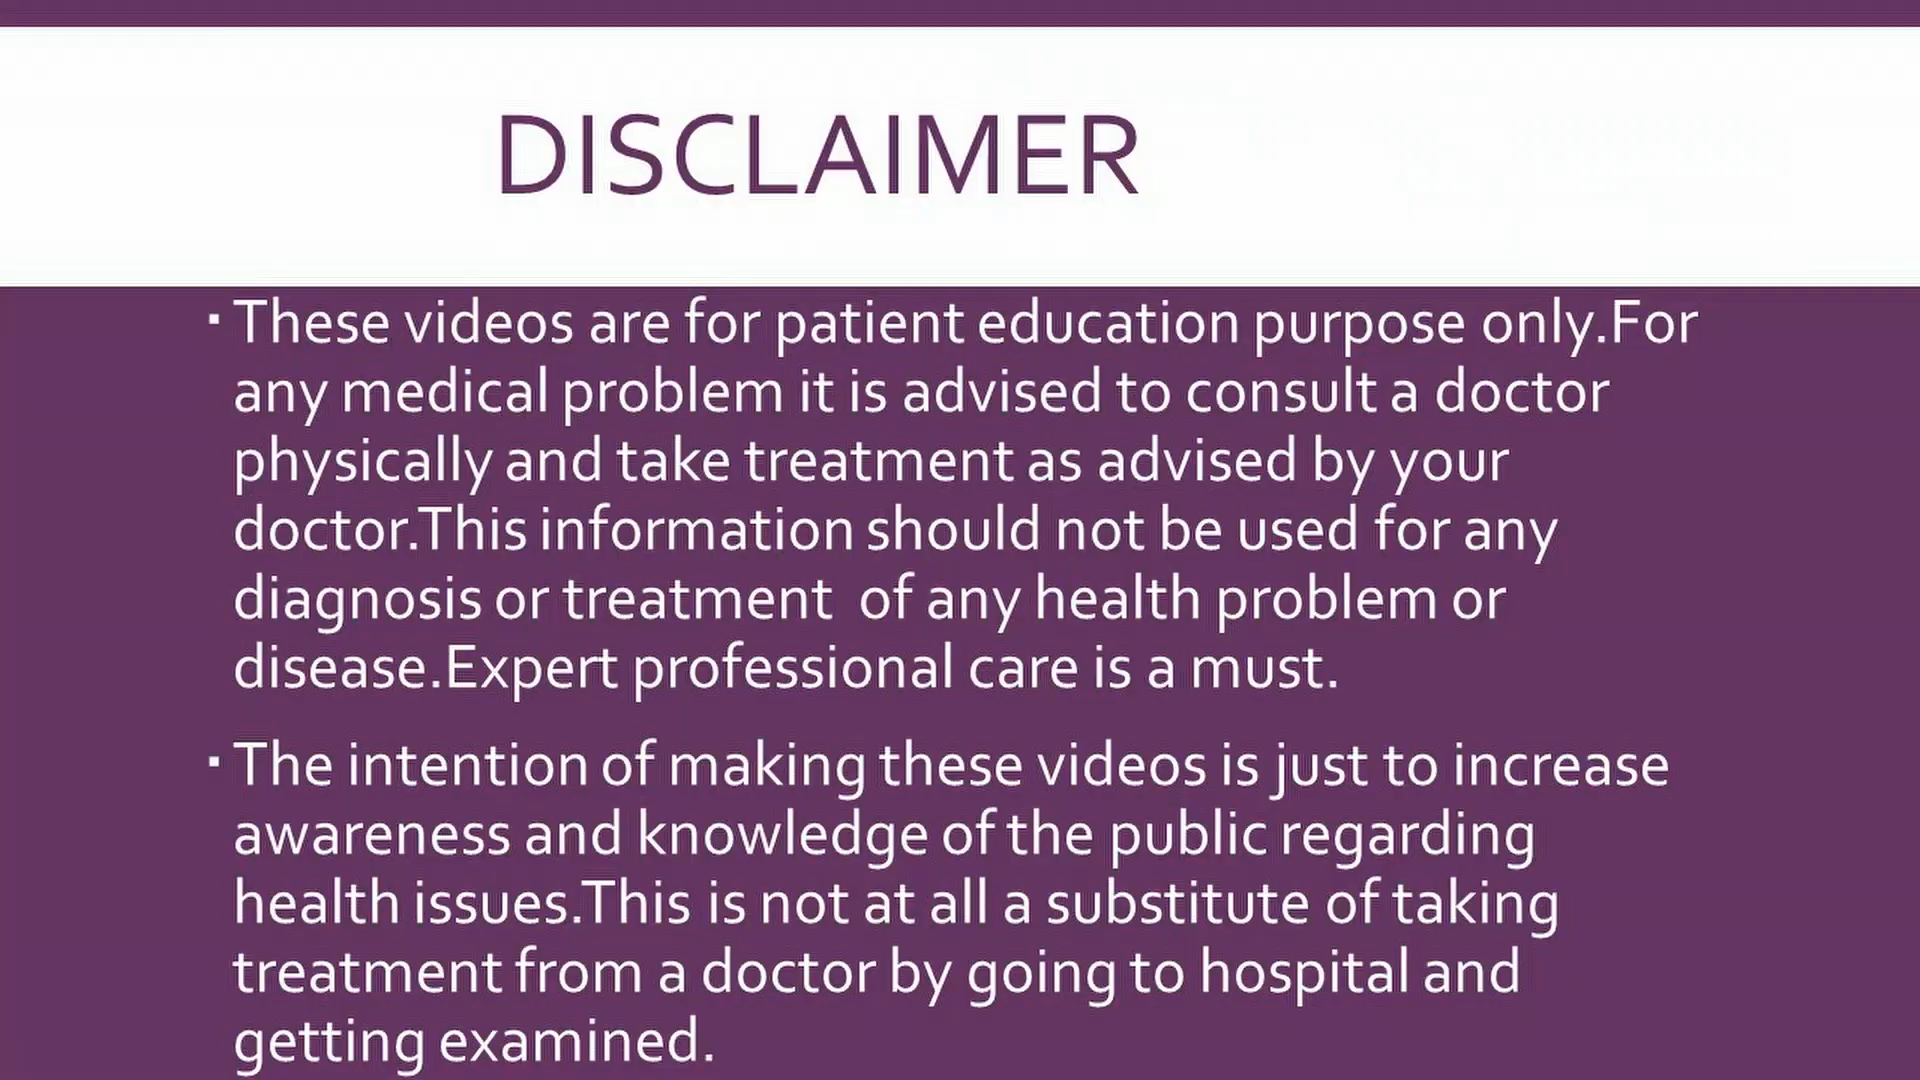 DISCLAIMER
▪ These videos are for patient education purpose only.For
any medical problem it is advised to consult a doctor
physically and take treatment as advised by your
doctor.This information should not be used for any
diagnosis or treatment  of any health problem or
disease.Expert professional care is a must.
▪ The intention of making these videos is just to increase
awareness and knowledge of the public regarding
health issues.This is not at all a substitute of taking
treatment from a doctor by going to hospital and
getting examined.